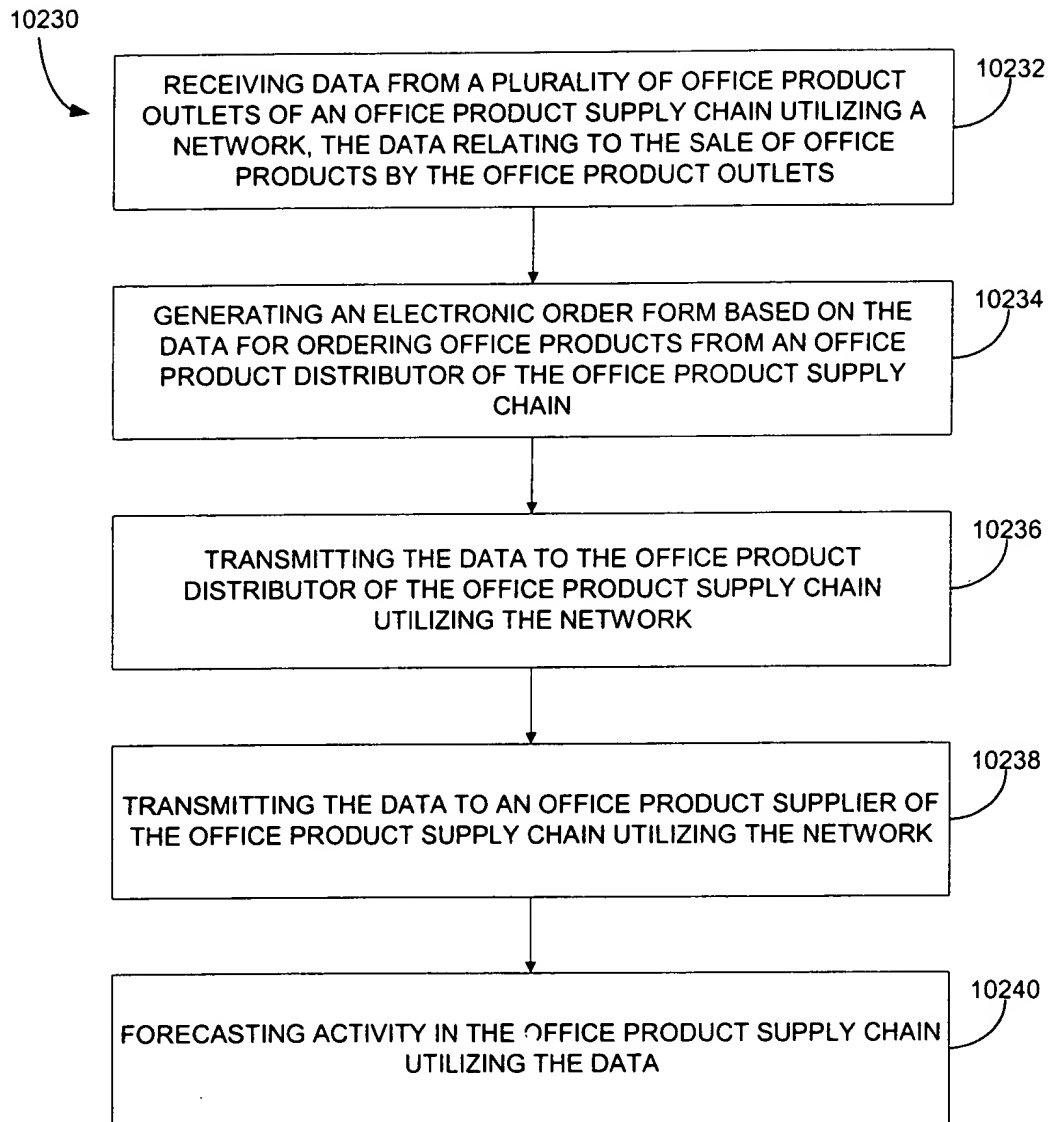 10230
RECEIVING DATA FROM A PLURALITY OF OFFICE PRODUCT
OUTLETS OF AN OFFICE PRODUCT SUPPLY CHAIN UTILIZING A
NETWORK, THE DATA RELATING TO THE SALE OF OFFICE
PRODUCTS BY THE OFFICE PRODUCT OUTLETS
10232
GENERATING AN ELECTRONIC ORDER FORM BASED ON THE
DATA FOR ORDERING OFFICE PRODUCTS FROM AN OFFICE
PRODUCT DISTRIBUTOR OF THE OFFICE PRODUCT SUPPLY
CHAIN
10234
TRANSMITTING THE DATA TO THE OFFICE PRODUCT
DISTRIBUTOR OF THE OFFICE PRODUCT SUPPLY CHAIN
UTILIZING THE NETWORK
10236
TRANSMITTING THE DATA TO AN OFFICE PRODUCT SUPPLIER OF
THE OFFICE PRODUCT SUPPLY CHAIN UTILIZING THE NETWORK
10238
FORECASTING ACTIVITY IN THE OFFICE PRODUCT SUPPLY CHAIN
UTILIZING THE DATA
10240